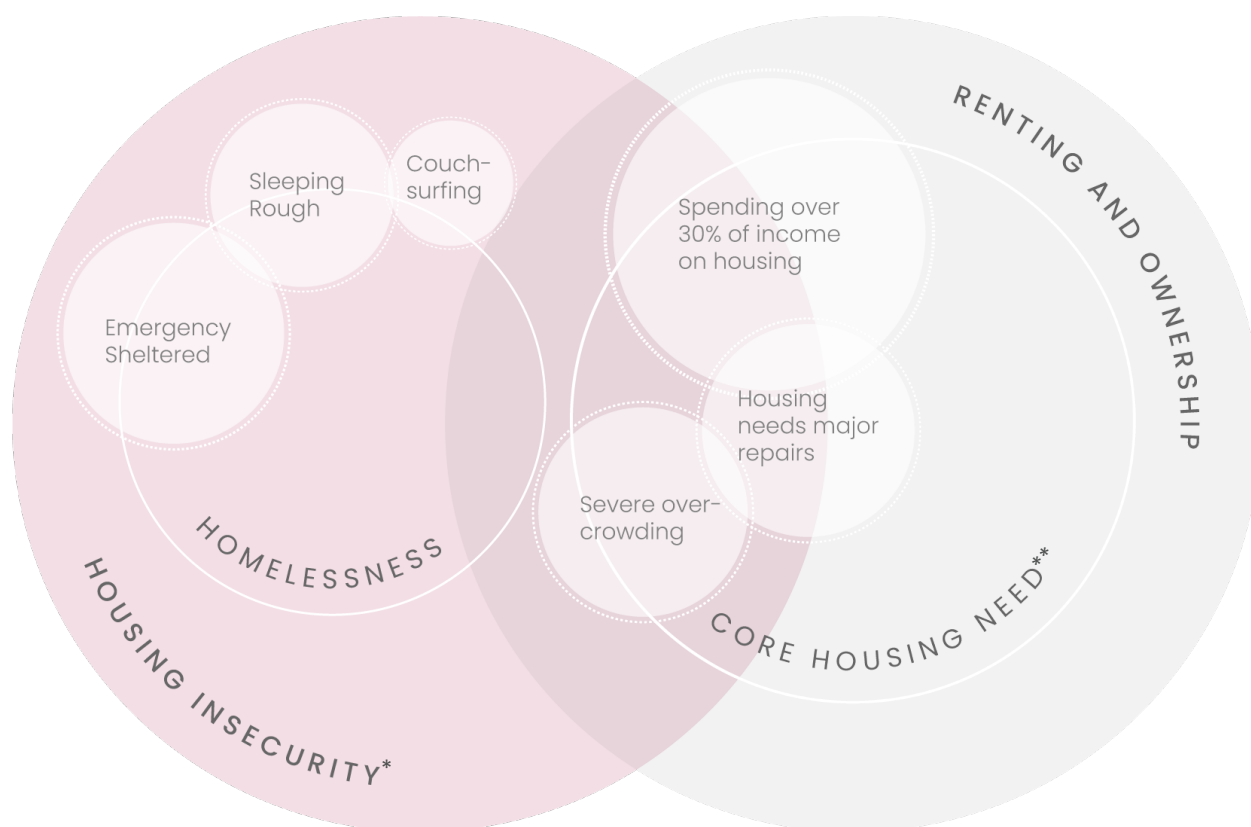 Sleeping
Rough
Couch-
surfing
Emergency
Sheltered
HOMELESSNESS
HOUSING INSECURITY*
Spending over
30% of income
on housing
Housing
needs major
repairs
Severe over-
crowding
CORE HOUSING NEED**
RENTING AND OWNERSHIP